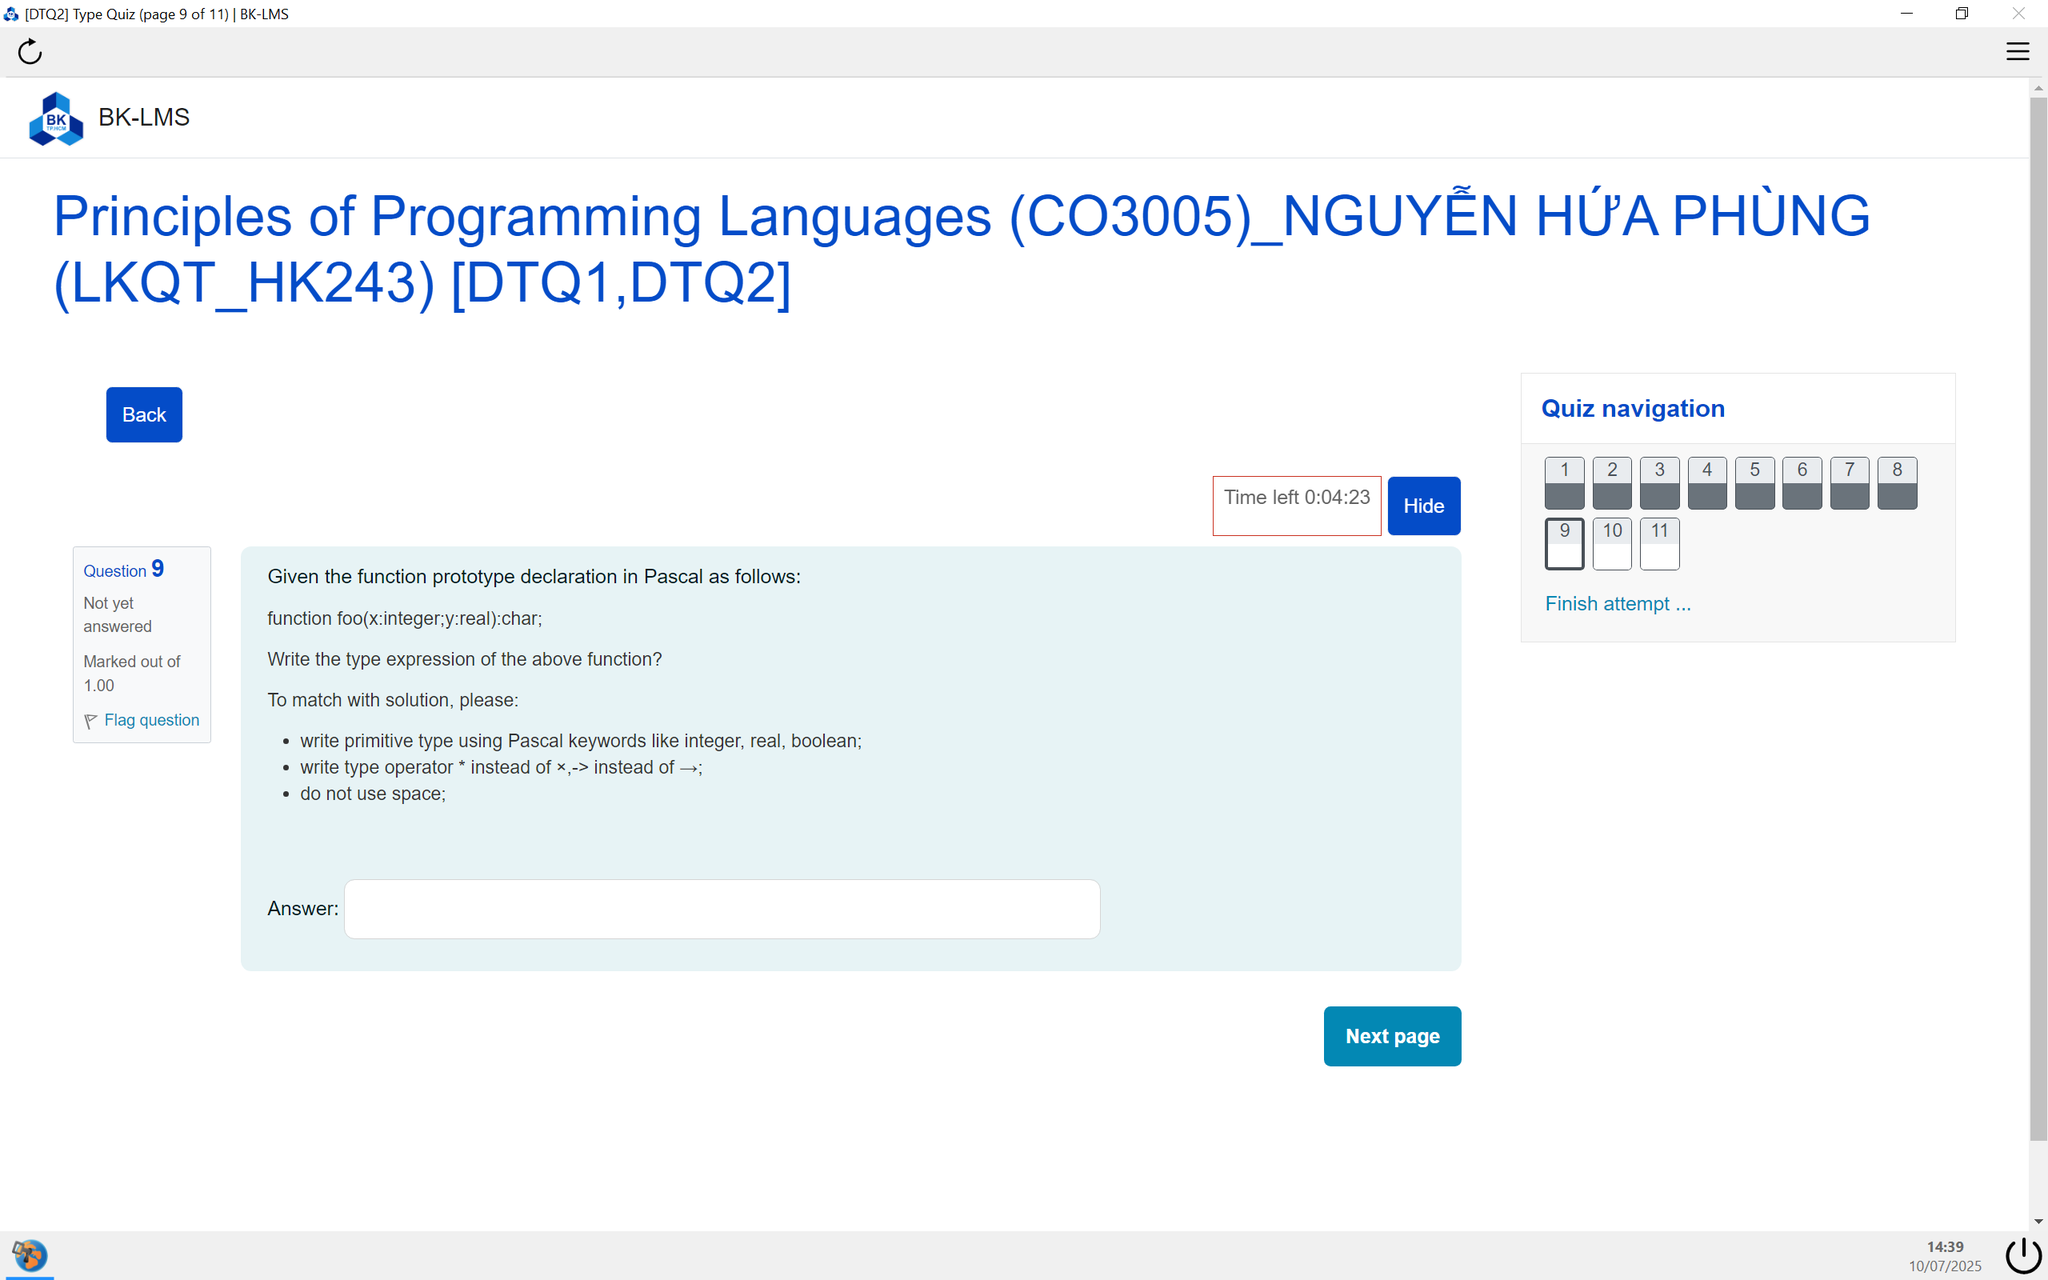 [DTQ2] Type Quiz (page 9 of 11) | BK-LMS
BK
TP.HCM
BK-LMS
Principles of Programming Languages (CO3005)_NGUYỄN HỨA PHÙNG
(LKQT_HK243) [DTQ1,DTQ2]
Back
Quiz navigation
1 2 3 4 5 6 7 8
9 10 11
Finish attempt ...
Time left 0:04:23
Hide
Question 9
Not yet
answered
Marked out of
1.00
Flag question
Given the function prototype declaration in Pascal as follows:
function foo(x:integer;y:real):char;
Write the type expression of the above function?
To match with solution, please:
• write primitive type using Pascal keywords like integer, real, boolean;
• write type operator * instead of ×,-> instead of →;
• do not use space;
Answer:
Next page
14:39
10/07/2025